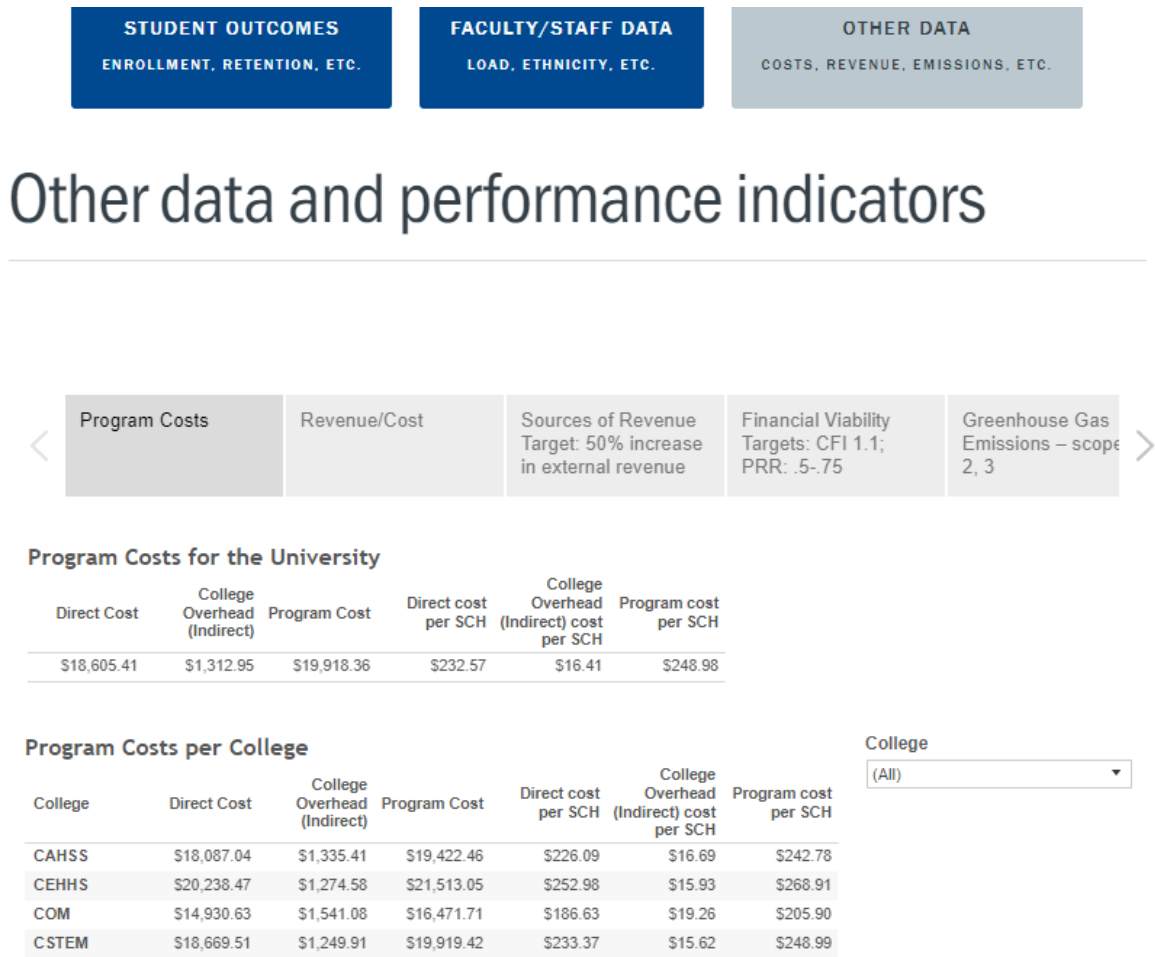 STUDENT OUTCOMES
ENROLLMENT, RETENTION, ETC.
FACULTY/STAFF DATA
LOAD, ETHNICITY, ETC.
OTHER DATA
COSTS, REVENUE, EMISSIONS, ETC.
Other data and performance indicators
Program Costs
Revenue/Cost
Sources of Revenue
Target: 50% increase
in external revenue
Financial Viability
Targets: CFI 1.1;
PRR: .5-.75
Greenhouse Gas
Emissions – scope
2, 3
Program Costs for the University
Direct Cost
College
Overhead
(Indirect)
Program Cost
Direct cost
per SCH
College
Overhead
(Indirect) cost
per SCH
Program cost
per SCH
$18,605.41 $1,312.95 $19,918.36 $232.57 $16.41 $248.98
Program Costs per College
College
(All)
College
Direct Cost
College
Overhead
(Indirect)
Program Cost
Direct cost
per SCH
College
Overhead
(Indirect) cost
per SCH
Program cost
per SCH
CAHSS $18,087.04 $1,335.41 $19,422.46 $226.09 $16.69 $242.78
CEHHS $20,238.47 $1,274.58 $21,513.05 $252.98 $15.93 $268.91
COM $14,930.63 $1,541.08 $16,471.71 $186.63 $19.26 $205.90
CSTEM $18,669.51 $1,249.91 $19,919.42 $233.37 $15.62 $248.99